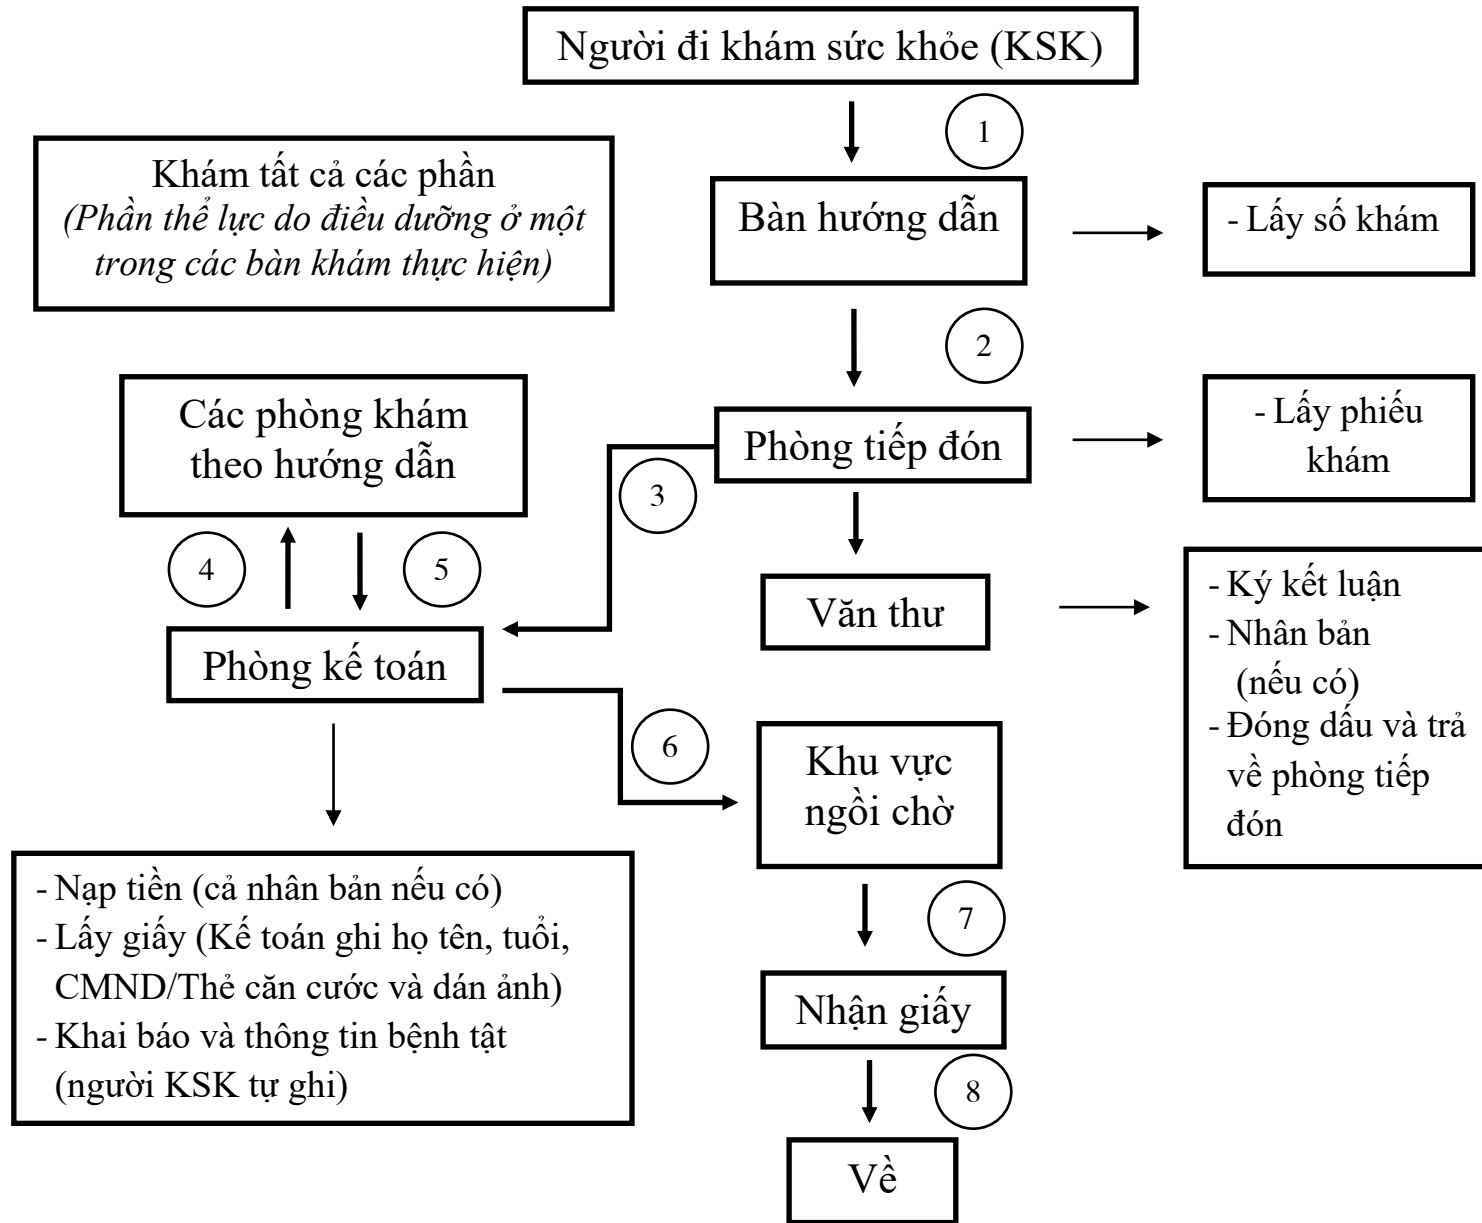 Người đi khám sức khỏe (KSK)
1
Khám tất cả các phần
(Phần thể lực do điều dưỡng ở một
trong các bàn khám thực hiện)
Bàn hướng dẫn
- Lấy số khám
2
Các phòng khám
theo hướng dẫn
Phòng tiếp đón
- Lấy phiếu
khám
3
4
5
Văn thư
- Ký kết luận
- Nhân bản
(nếu có)
- Đóng dấu và trả
về phòng tiếp
đón
Phòng kế toán
6
Khu vực
ngồi chờ
- Nạp tiền (cả nhân bản nếu có)
- Lấy giấy (Kế toán ghi họ tên, tuổi,
CMND/Thẻ căn cước và dán ảnh)
- Khai báo và thông tin bệnh tật
(người KSK tự ghi)
7
Nhận giấy
8
Về